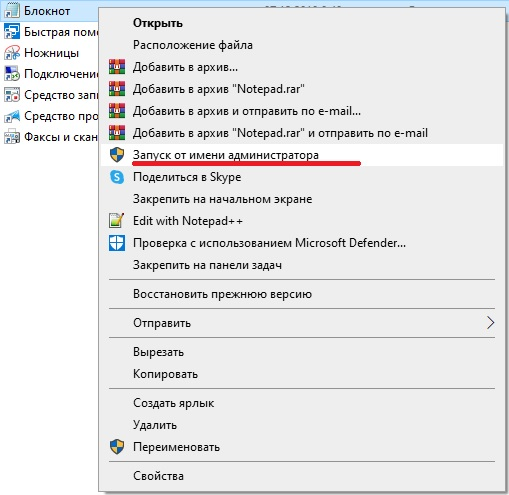 Блокнот
Быстрая пом
Ножницы
Подключени
Средство запи
Средство про
Факсы и скан
Открыть
Расположение файла
Добавить в архив...
Добавить в архив "Notepad.rar"
Добавить в архив и отправить по e-mail...
Добавить в архив "Notepad.rar" и отправить по e-mail
Запуск от имени администратора
Поделиться в Skype
Закрепить на начальном экране
Edit with Notepad++
Проверка с использованием Microsoft Defender...
Закрепить на панели задач
Восстановить прежнюю версию
Отправить
Вырезать
Копировать
Создать ярлык
Удалить
Переименовать
Свойства